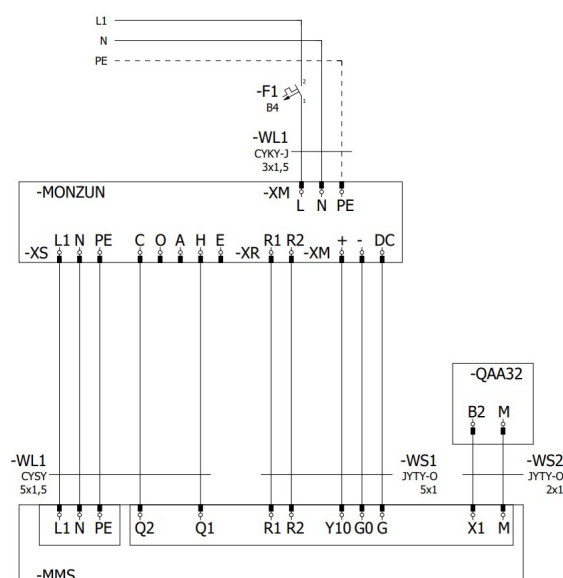 L1
N
PE
2
-F1
B4
1
-WL1
CYKY-J
3x1,5
-MONZUN
-XM
L N PE
L1 N PE C O A H E R1 R2 + - DC
-XS -XR -XM
-QAA32
B2 M
-WL1
CYSY
5x1,5
-WS1
JYTY-O
5x1
-WS2
JYTY-O
2x1
L1 N PE Q2 Q1 R1 R2 Y10 G0 G X1 M
-MMS